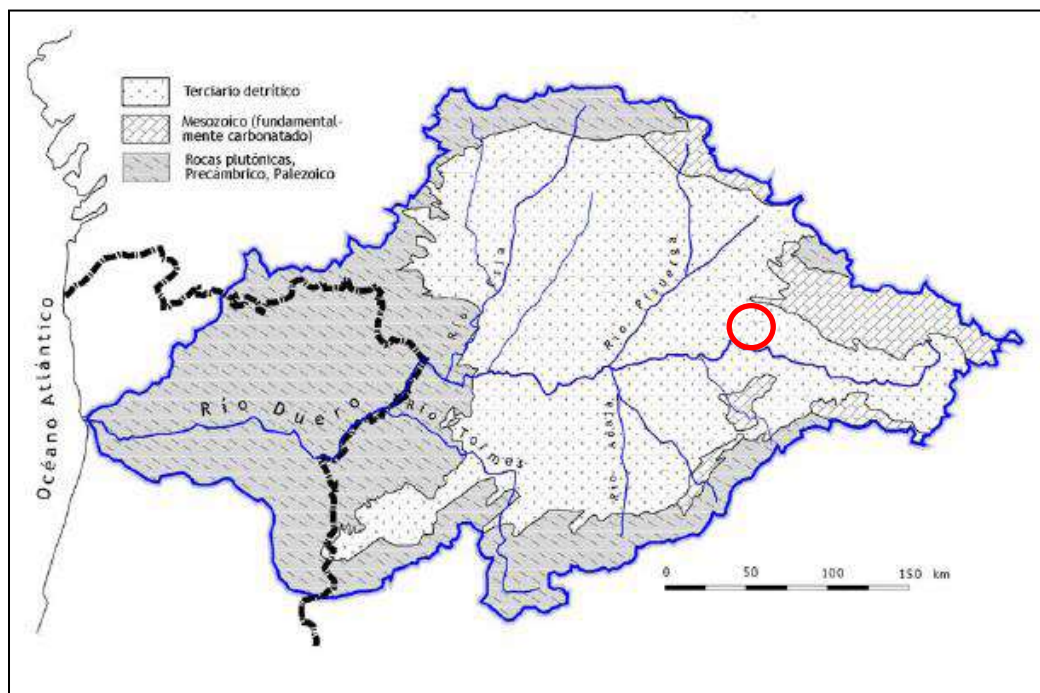 Terciario detrítico
Mesozoico (fundamental-
mente carbonatado)
Rocas plutónicas,
Precámbrico, Palezoico
Océano Atlántico
Río Duero
Río Tormes
Río Pisuerga
Río Adaja
0 50 100 150 km